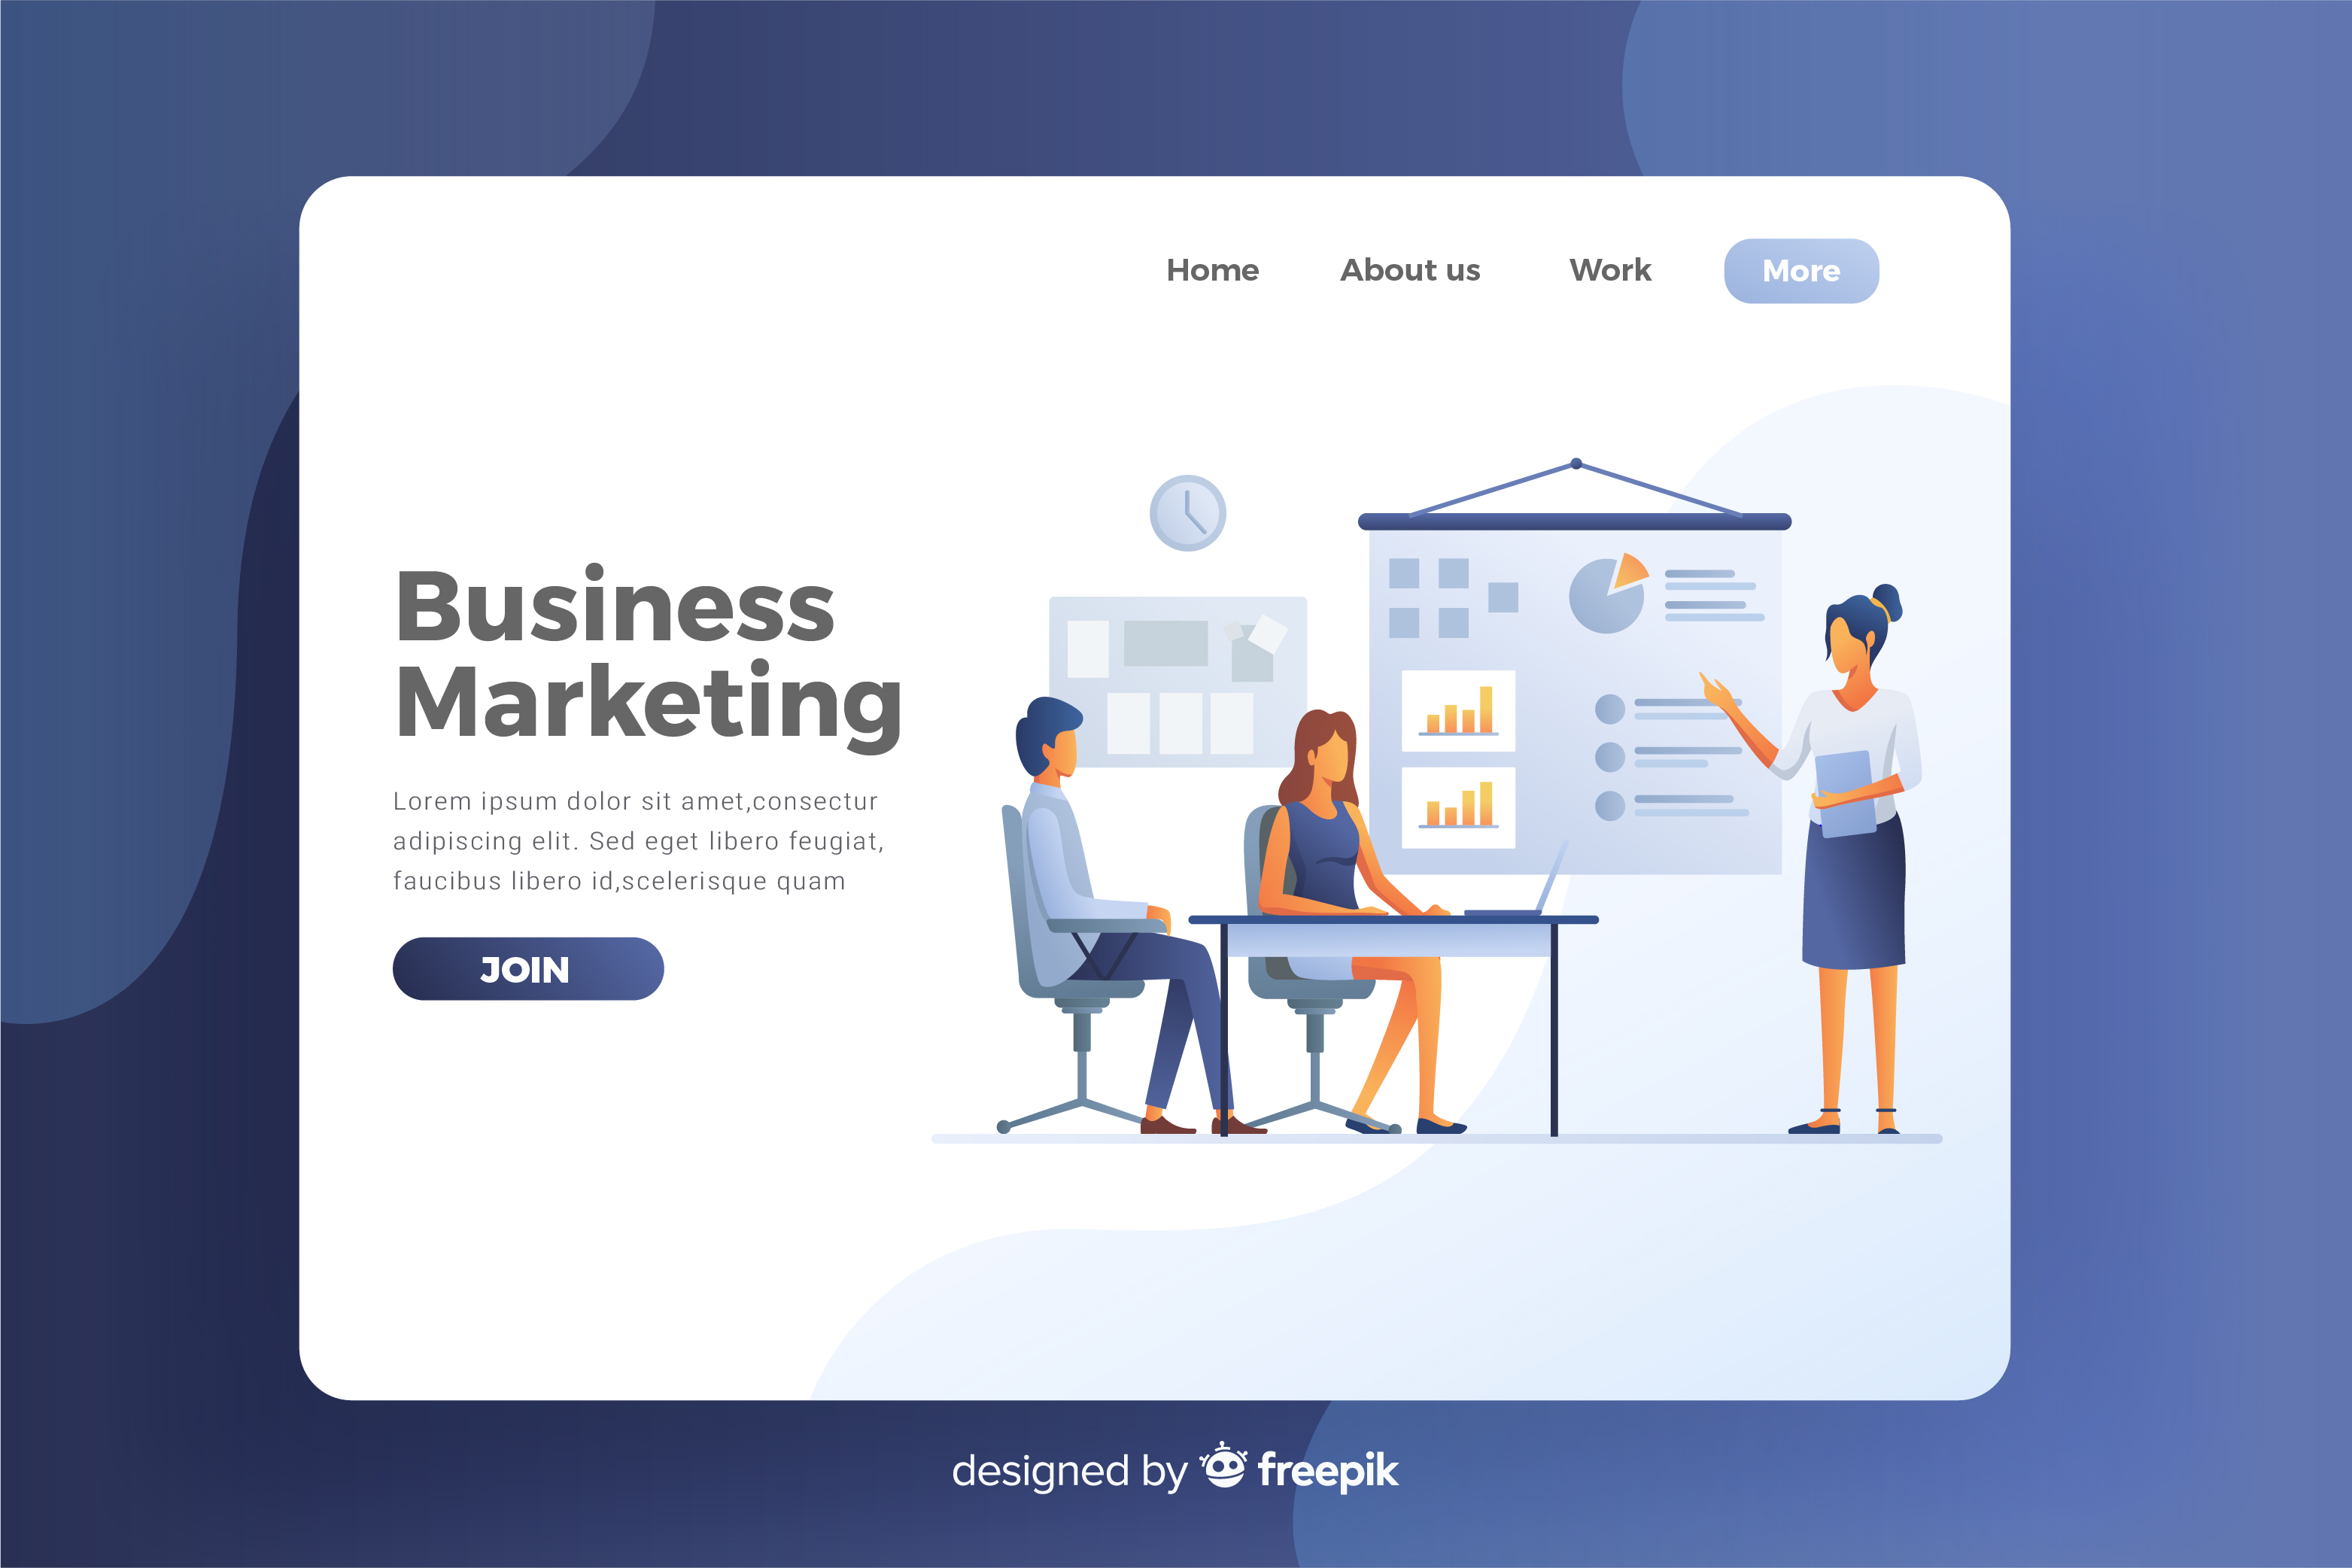 Home About us Work More
Business
Marketing
Lorem ipsum dolor sit amet,consectur
adipiscing elit. Sed eget libero feugiat,
faucibus libero id,scelerisque quam
JOIN
designed by freepik